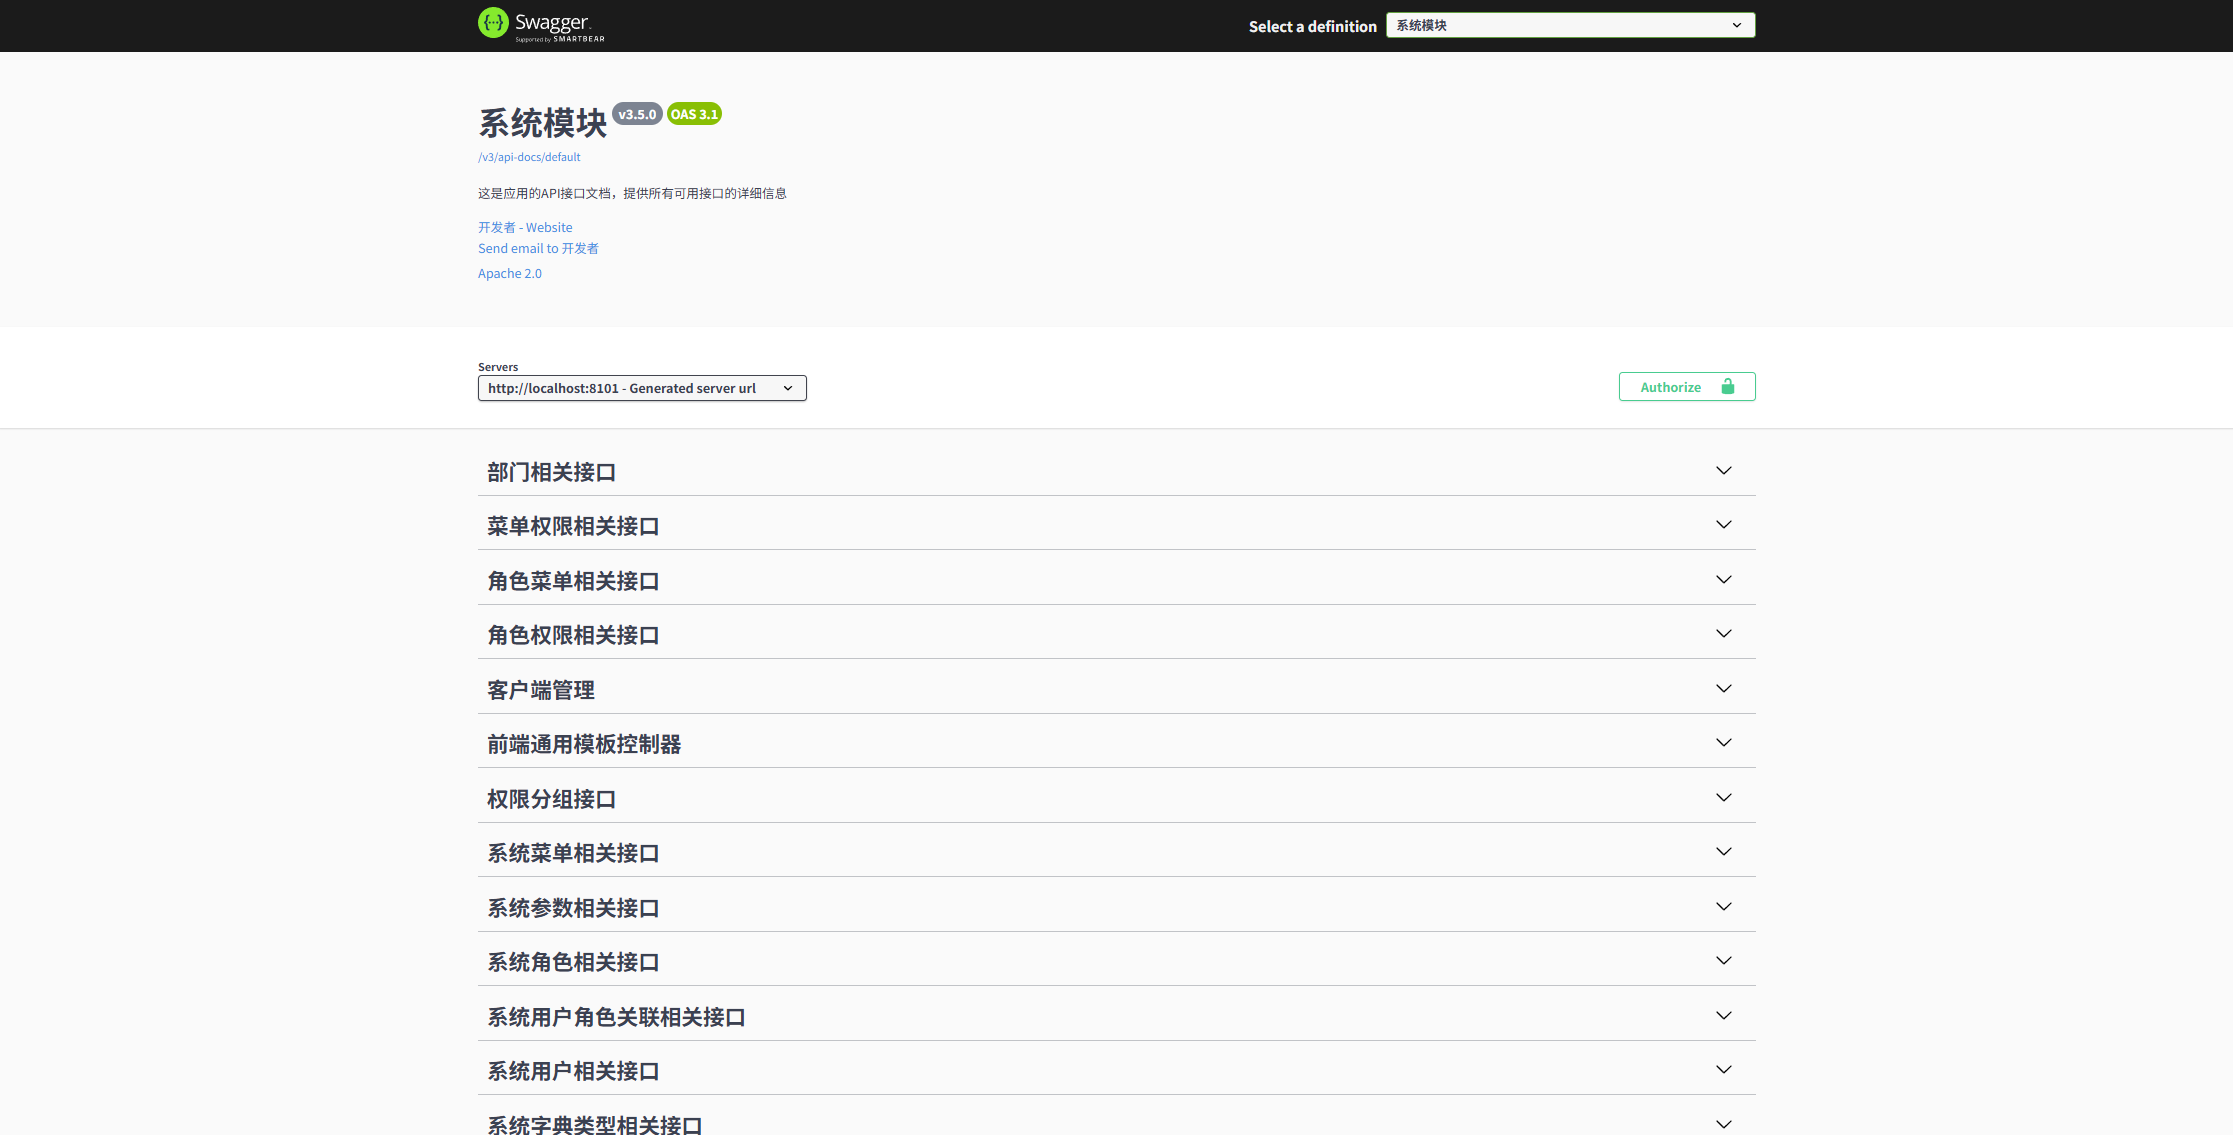 Swagger.
Supported by SMARTBEAR
Select a definition
系统模块
系统模块
v3.5.0
OAS 3.1
/v3/api-docs/default
这是应用的API接口文档，提供所有可用接口的详细信息
开发者 - Website
Send email to 开发者
Apache 2.0
Servers
http://localhost:8101 - Generated server url
Authorize
部门相关接口
菜单权限相关接口
角色菜单相关接口
角色权限相关接口
客户端管理
前端通用模板控制器
权限分组接口
系统菜单相关接口
系统参数相关接口
系统角色相关接口
系统用户角色关联相关接口
系统用户相关接口
系统字典类型相关接口